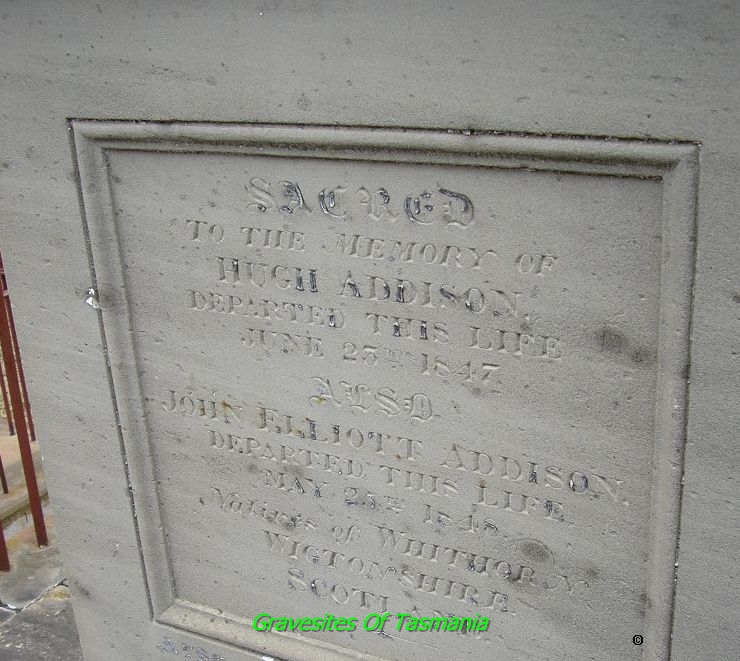 SACRED
TO THE MEMORY OF
HUGH ADDISON.
DEPARTED THIS LIFE
JUNE 23TH 1847
ALSO
JOHN ELLIOTT ADDISON,
DEPARTED THIS LIFE
MAY 25TH 1848
Natives of WHITHORN
WIGTONSHIRE
SCOTLAND
Gravesites Of Tasmania
©